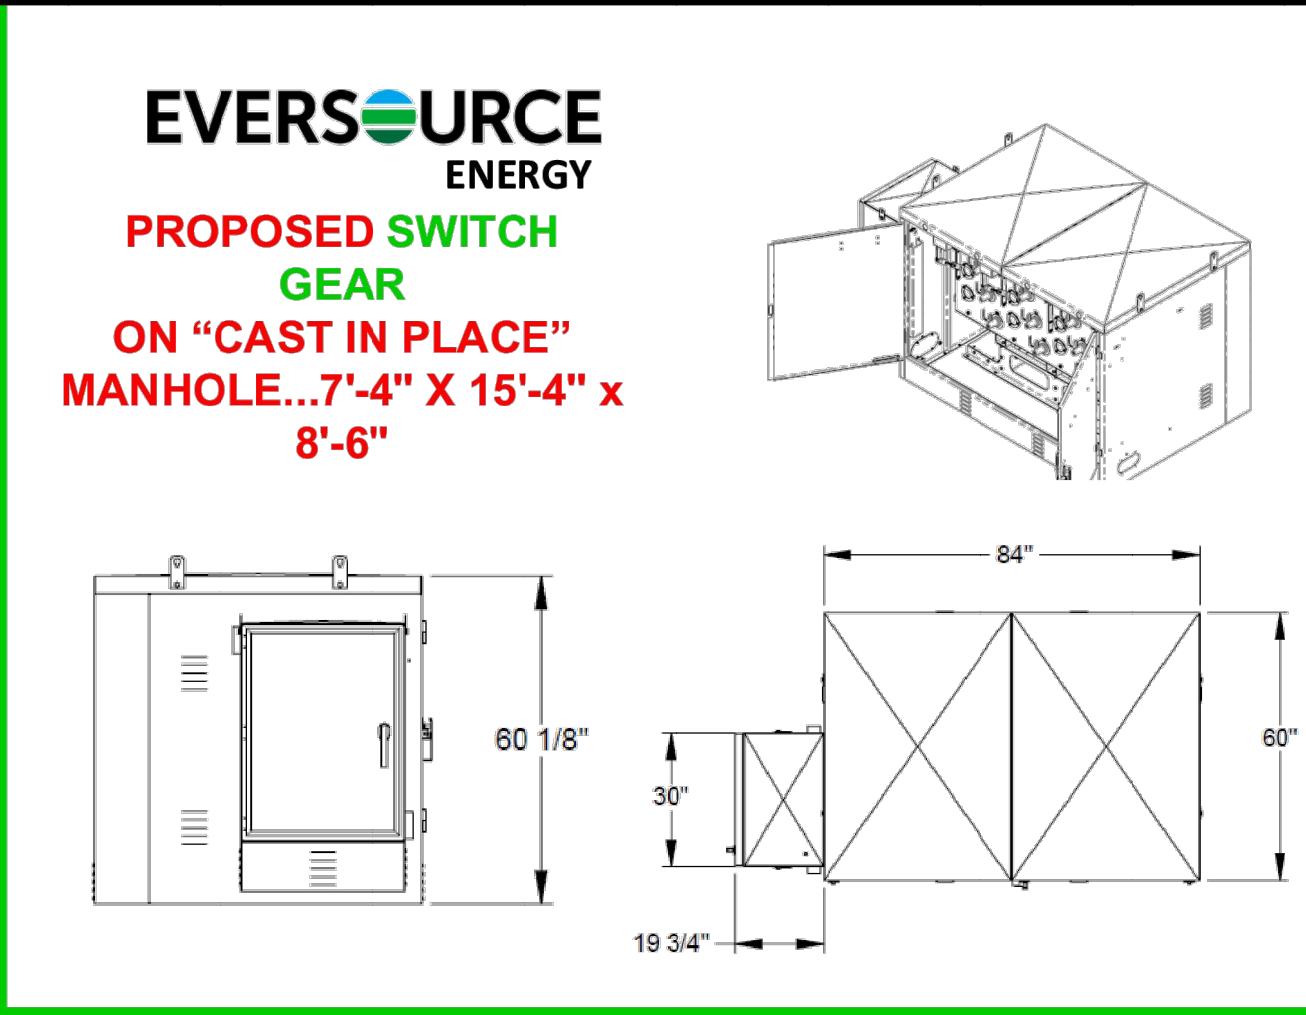 EVERSOURCE
ENERGY
PROPOSED SWITCH
GEAR
ON “CAST IN PLACE”
MANHOLE...7'-4" X 15'-4" x
8'-6"
84"
60 1/8"
60"
30"
19 3/4"